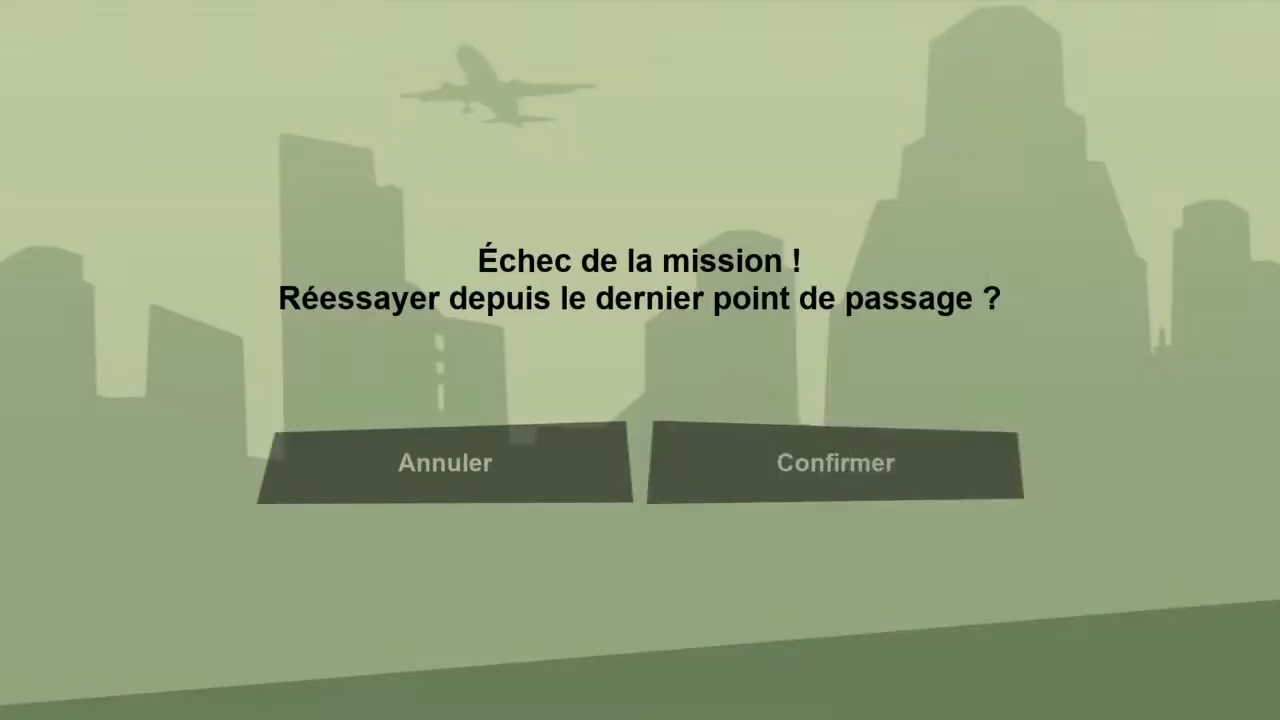 Échec de la mission !
Réessayer depuis le dernier point de passage ?
Annuler
Confirmer